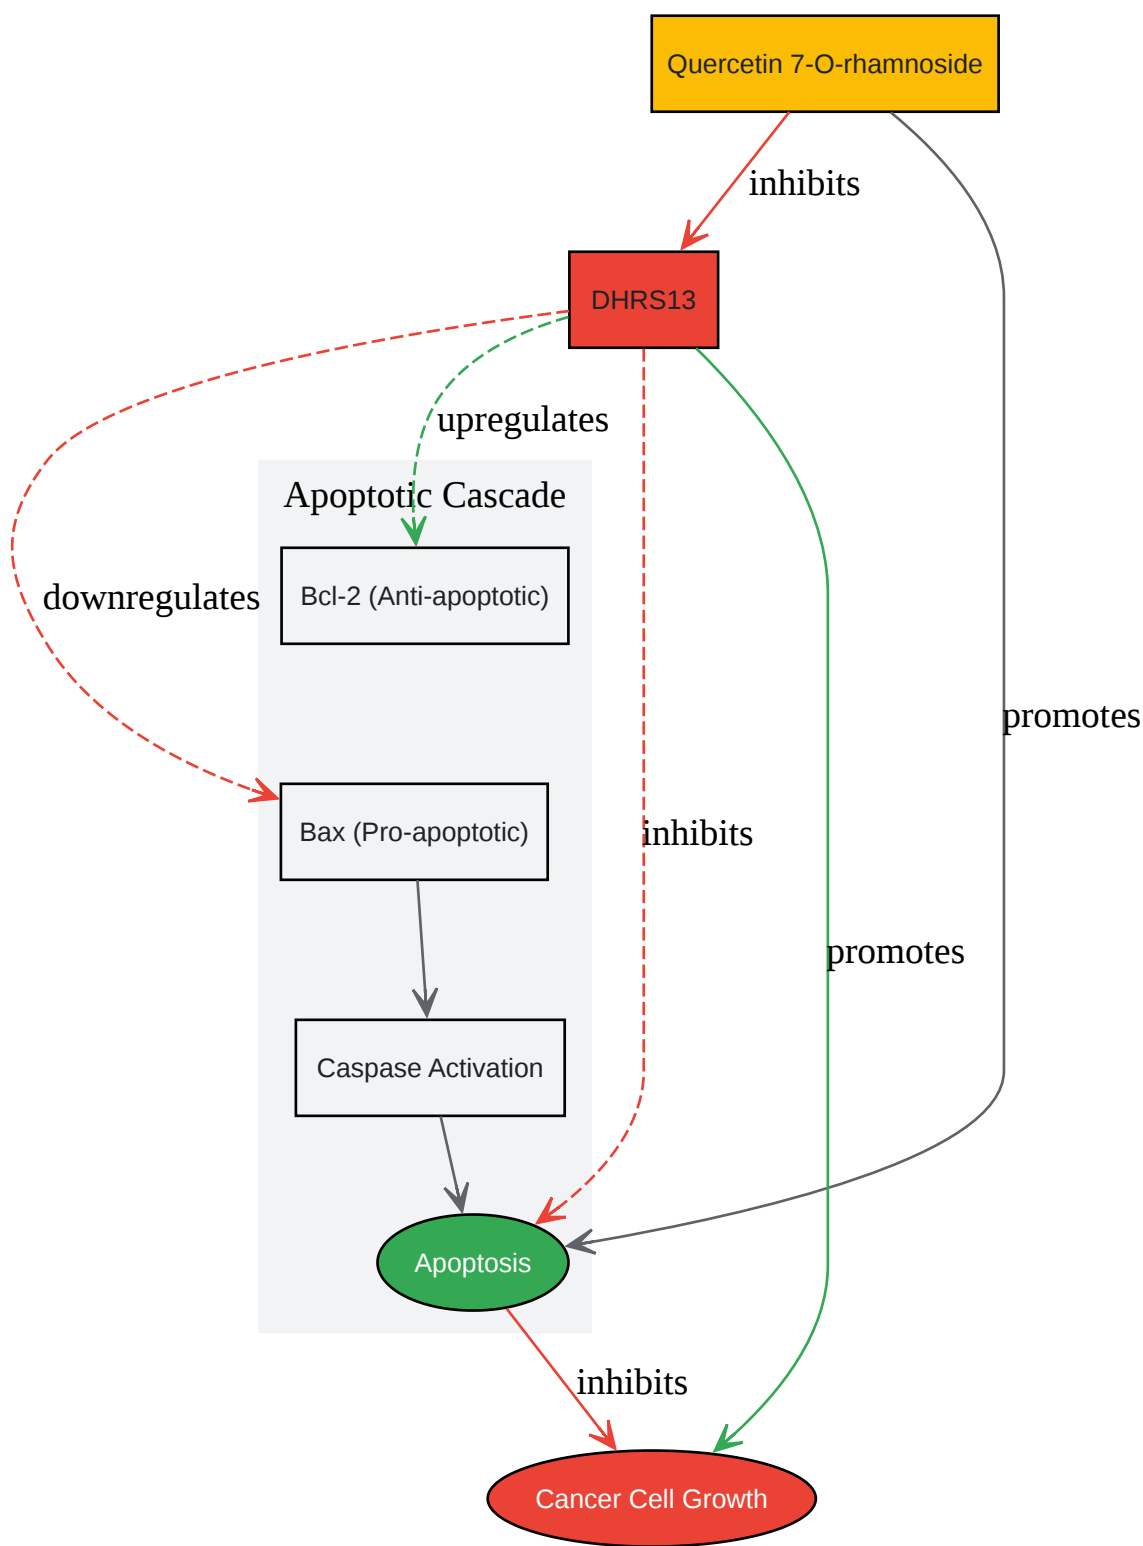 Quercetin 7-O-rhamnoside
inhibits
DHRS13
upregulates
Apoptotic Cascade
Bcl-2 (Anti-apoptotic)
downregulates
promotes
Bax (Pro-apoptotic)
inhibits
promotes
Caspase Activation
Apoptosis
inhibits
Cancer Cell Growth